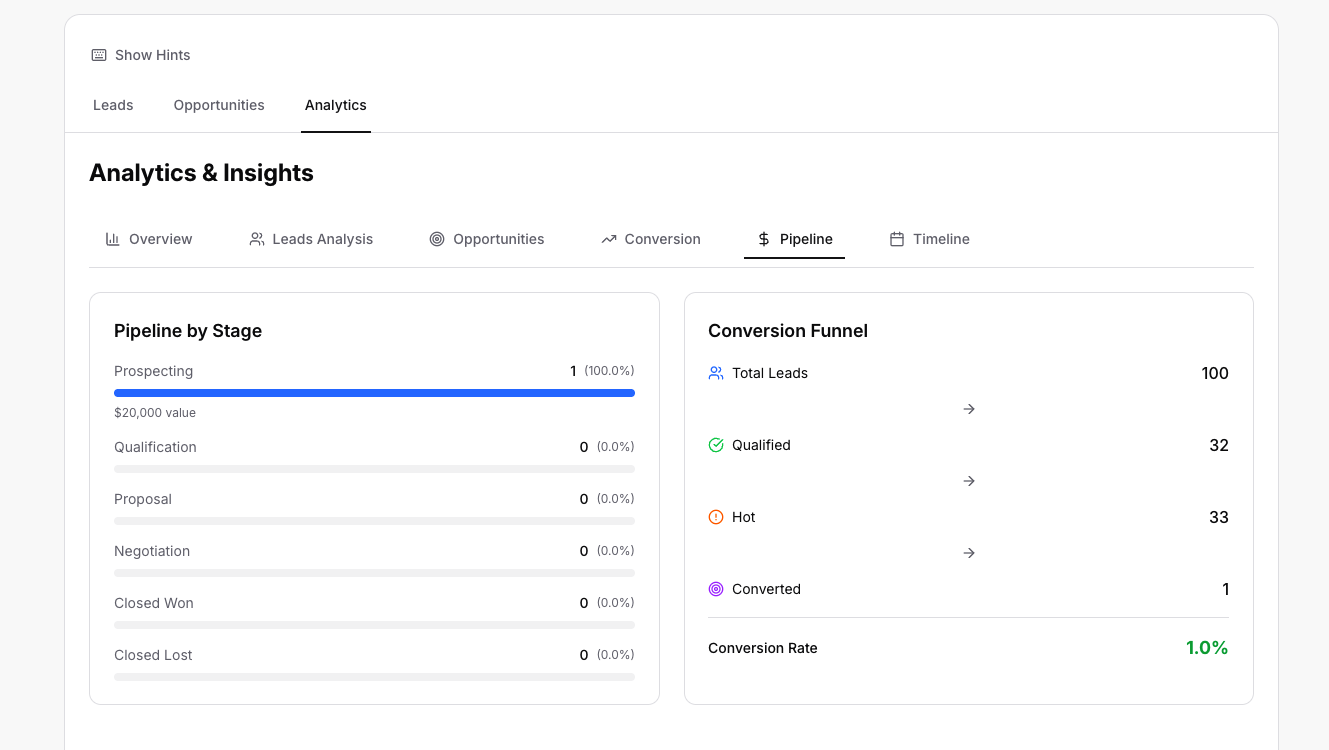 Show Hints
Leads Opportunities Analytics
Analytics & Insights
Overview Leads Analysis Opportunities Conversion Pipeline Timeline
Pipeline by Stage
Prospecting 1 (100.0%)
$20,000 value
Qualification 0 (0.0%)
Proposal 0 (0.0%)
Negotiation 0 (0.0%)
Closed Won 0 (0.0%)
Closed Lost 0 (0.0%)
Conversion Funnel
Total Leads 100
Qualified 32
Hot 33
Converted 1
Conversion Rate 1.0%